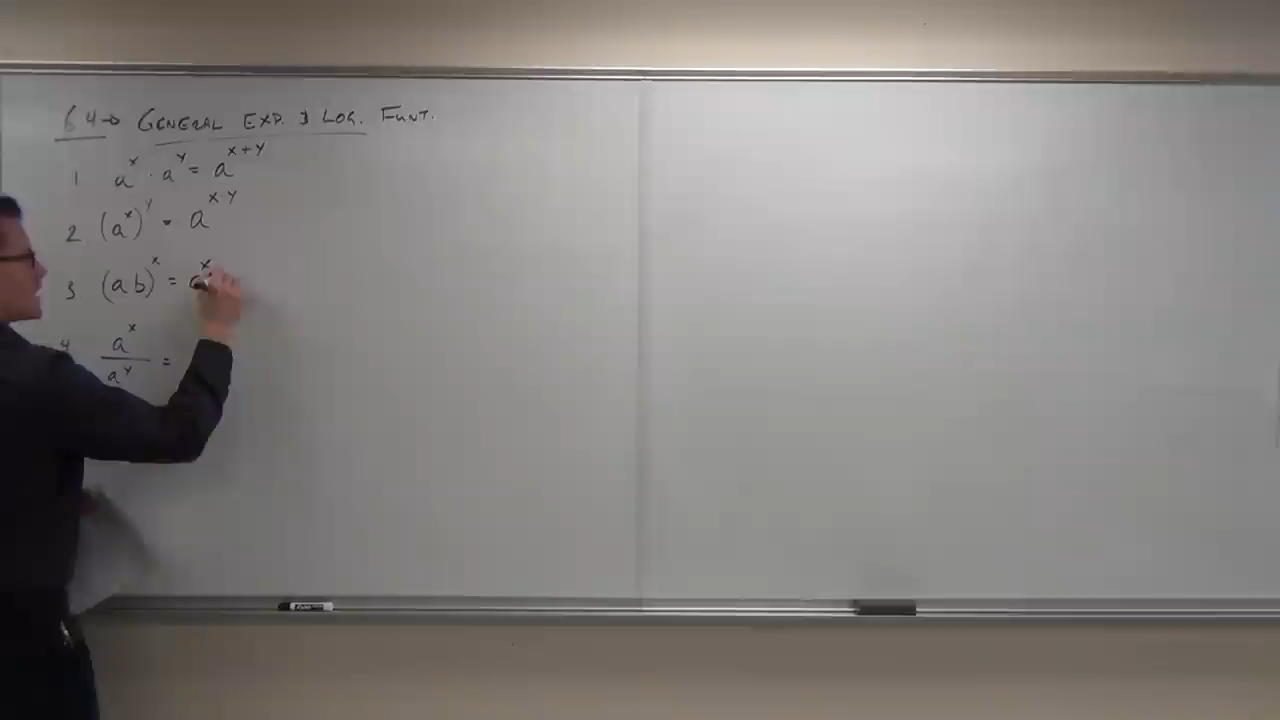 6.4 → GENERAL EXP. & LOG. FUNT.
1 a^x · a^y = a^(x+y)
2 (a^x)^y = a^(xy)
3 (ab)^x = a^x
4 a^x / a^y =